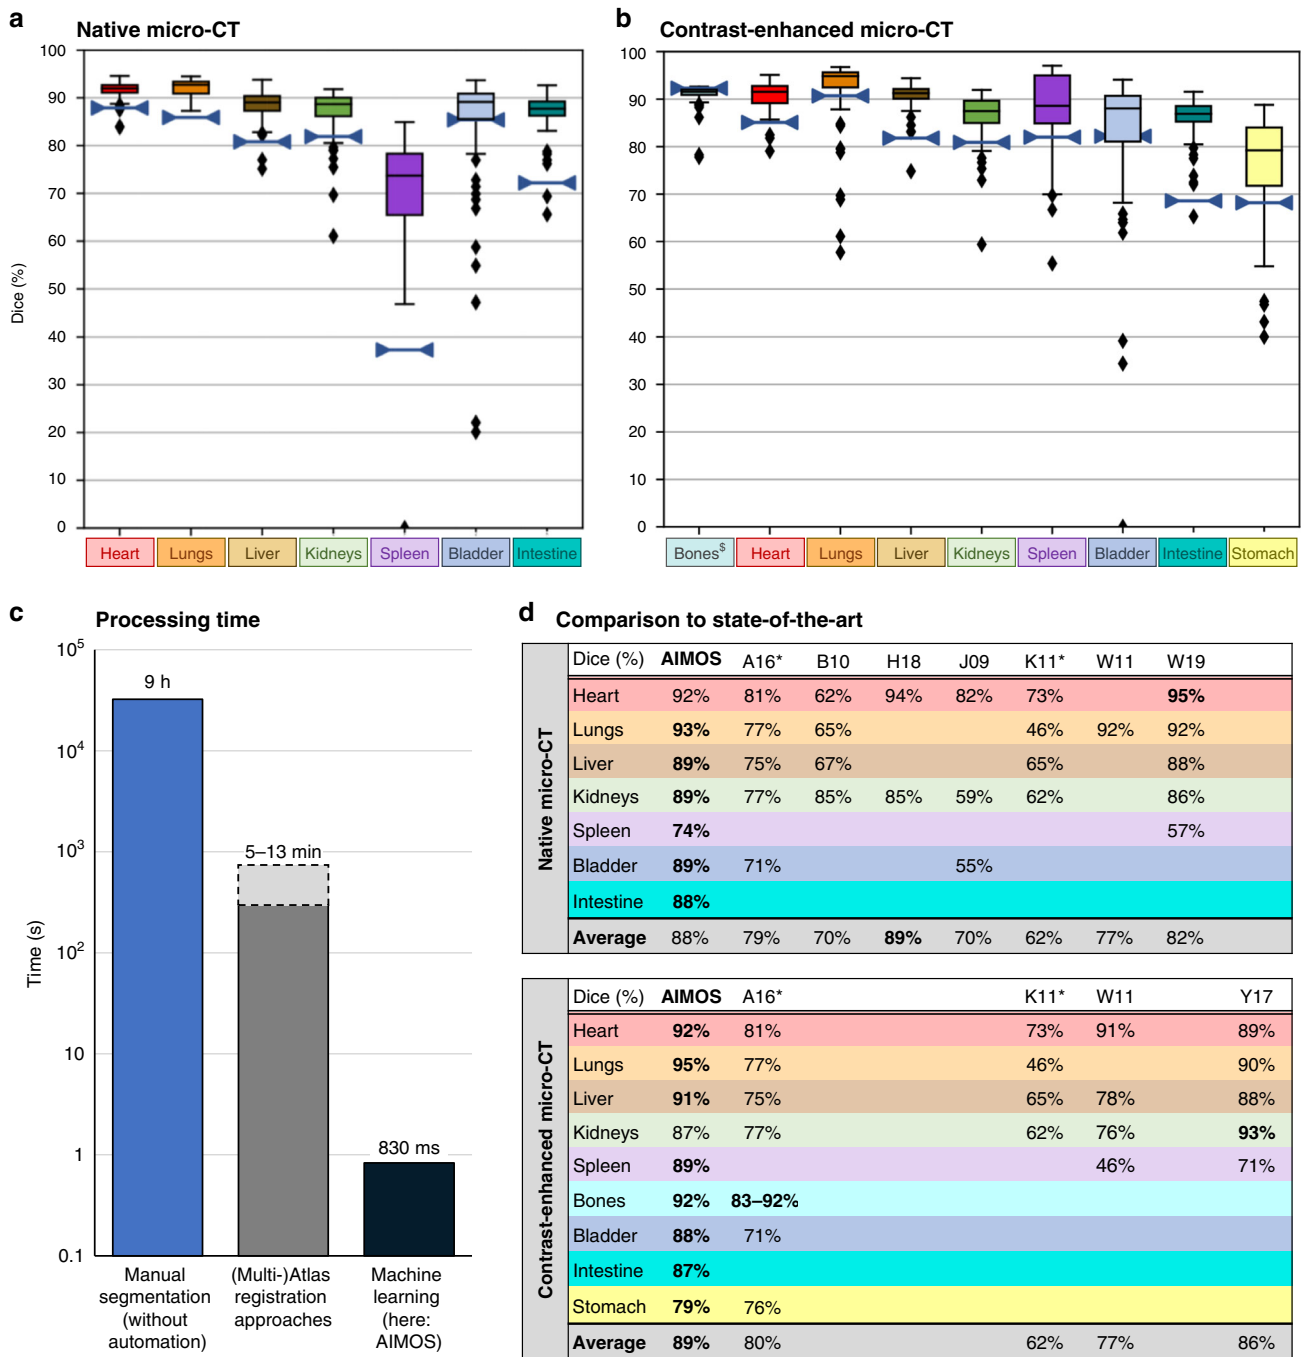 a Native micro-CT
100
90
80
70
60
50
40
30
20
10
0
Dice (%)
Heart Lungs Liver Kidneys Spleen Bladder Intestine
b Contrast-enhanced micro-CT
100
90
80
70
60
50
40
30
20
10
0
Bones$ Heart Lungs Liver Kidneys Spleen Bladder Intestine Stomach
c Processing time
10^5
10^4
10^3
10^2
10
1
0.1
Time (s)
9 h
5–13 min
830 ms
Manual
segmentation
(without
automation)
(Multi-)Atlas
registration
approaches
Machine
learning
(here:
AIMOS)
d Comparison to state-of-the-art
Native micro-CT
Dice (%) AIMOS A16* B10 H18 J09 K11* W11 W19
Heart 92% 81% 62% 94% 82% 73% 95%
Lungs 93% 77% 65% 46% 92% 92%
Liver 89% 75% 67% 65% 88%
Kidneys 89% 77% 85% 85% 59% 62% 86%
Spleen 74% 57%
Bladder 89% 71% 55%
Intestine 88%
Average 88% 79% 70% 89% 70% 62% 77% 82%
Contrast-enhanced micro-CT
Dice (%) AIMOS A16* K11* W11 Y17
Heart 92% 81% 73% 91% 89%
Lungs 95% 77% 46% 90%
Liver 91% 75% 65% 78% 88%
Kidneys 87% 77% 62% 76% 93%
Spleen 89% 46% 71%
Bones 92% 83–92%
Bladder 88% 71%
Intestine 87%
Stomach 79% 76%
Average 89% 80% 62% 77% 86%